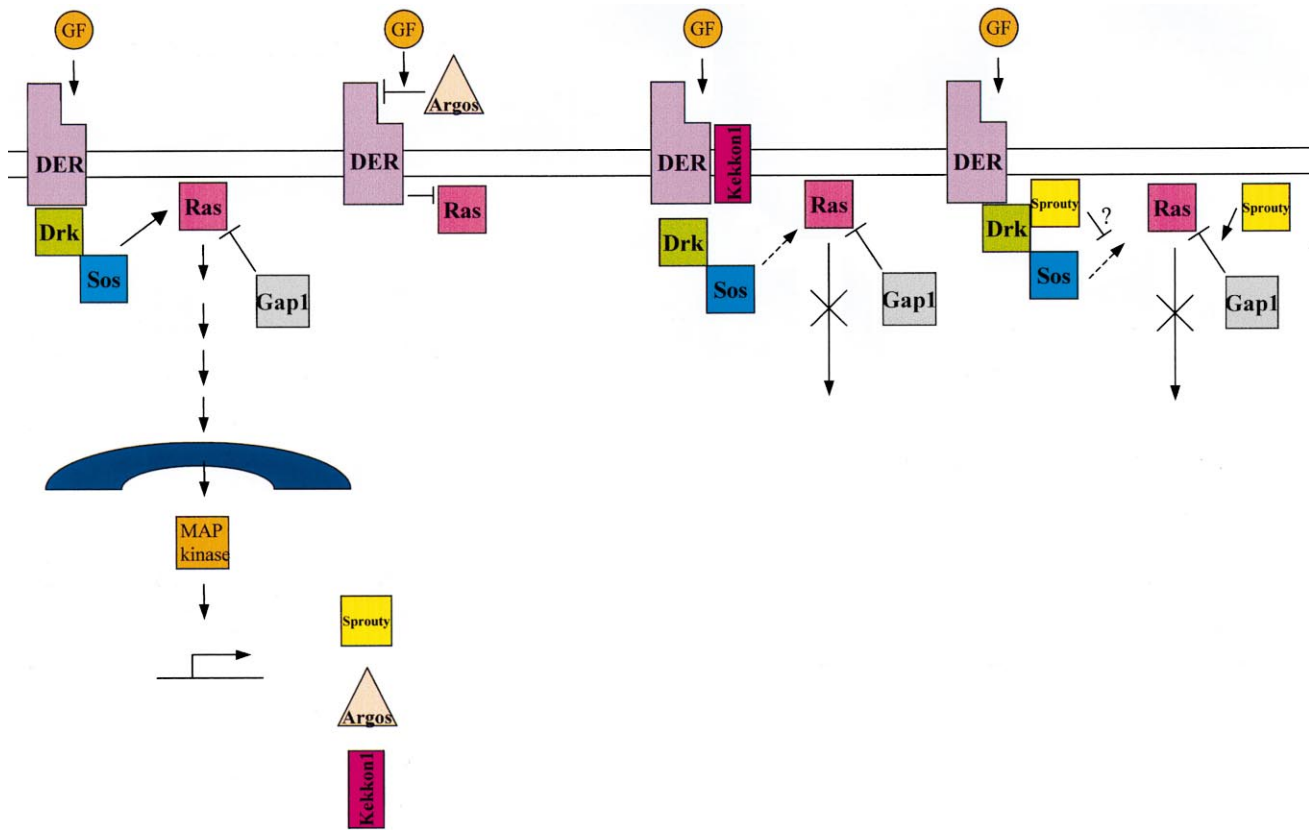 GF
GF
GF
GF
Argos
DER
DER
DER
Kekkon1
DER
Ras
Ras
Ras
Sprouty
?
Ras
Sprouty
Drk
Sos
Gap1
Drk
Sos
Gap1
Drk
Sos
Gap1
MAP
kinase
Sprouty
Argos
Kekkon1